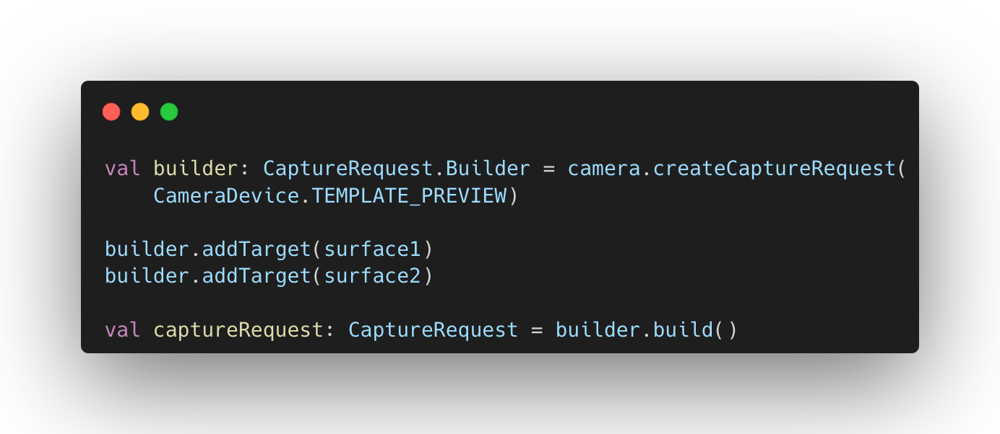 val builder: CaptureRequest.Builder = camera.createCaptureRequest(
    CameraDevice.TEMPLATE_PREVIEW)

builder.addTarget(surface1)
builder.addTarget(surface2)

val captureRequest: CaptureRequest = builder.build()